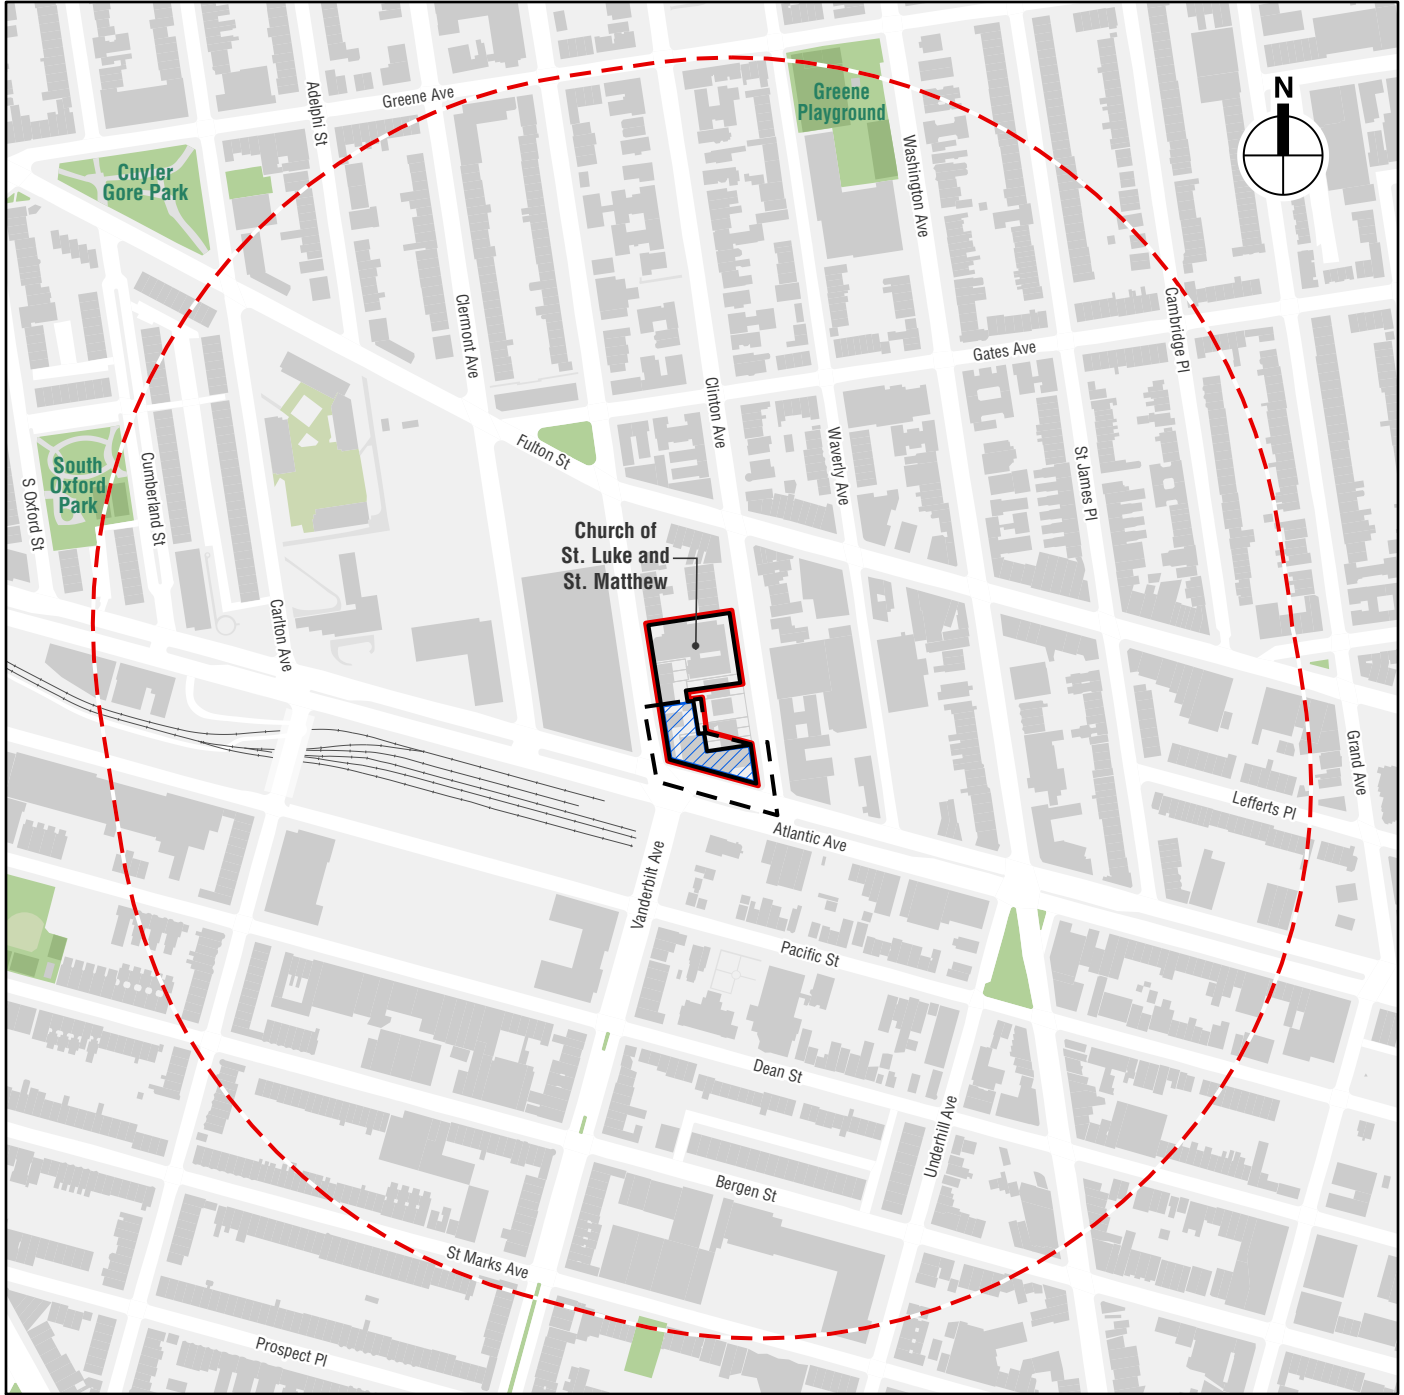 N
Greene
Playground
Adelphi St
Greene Ave
Washington Ave
Cuyler
Gore Park
Clermont Ave
Cambridge Pl
Gates Ave
Clinton Ave
Waverly Ave
Fulton St
St James Pl
South
Oxford
Park
S Oxford St
Cumberland St
Church of
St. Luke and
St. Matthew
Carlton Ave
Grand Ave
Lefferts Pl
Atlantic Ave
Vanderbilt Ave
Pacific St
Dean St
Underhill Ave
Bergen St
St Marks Ave
Prospect Pl